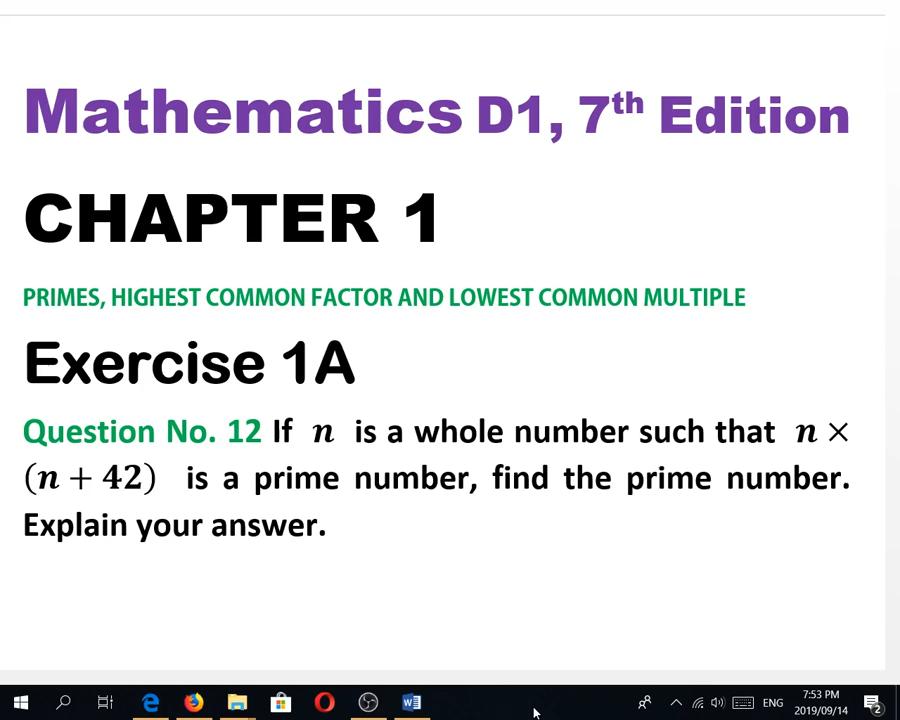 Mathematics D1, 7th Edition
CHAPTER 1
PRIMES, HIGHEST COMMON FACTOR AND LOWEST COMMON MULTIPLE
Exercise 1A
Question No. 12 If n is a whole number such that n ×
(n + 42) is a prime number, find the prime number.
Explain your answer.
ENG
7:53 PM
2019/09/14
2